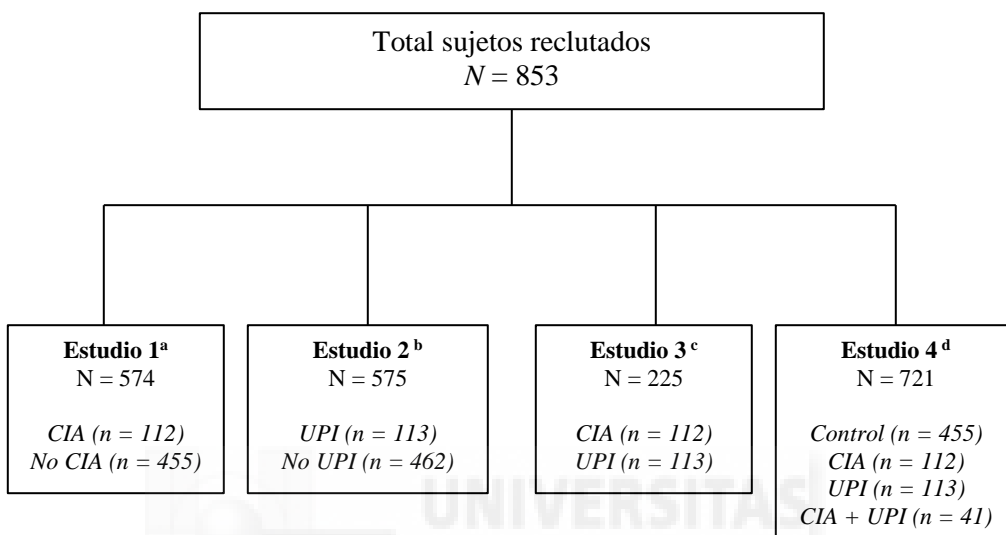 Total sujetos reclutados
N = 853
Estudio 1ᵃ
N = 574
CIA (n = 112)
No CIA (n = 455)
Estudio 2 ᵇ
N = 575
UPI (n = 113)
No UPI (n = 462)
Estudio 3 ᶜ
N = 225
CIA (n = 112)
UPI (n = 113)
Estudio 4 ᵈ
N = 721
Control (n = 455)
CIA (n = 112)
UPI (n = 113)
CIA + UPI (n = 41)
UNIVERSITAS